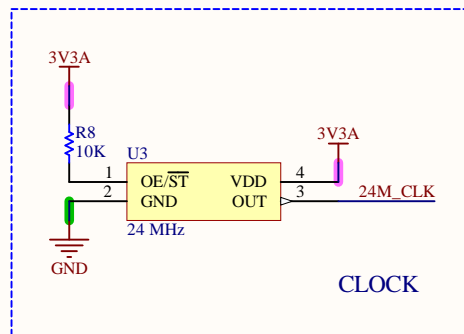 3V3A
R8
10K
U3
3V3A
1
OE/ST
VDD
4
2
GND
OUT
3
24M_CLK
24 MHz
GND
CLOCK